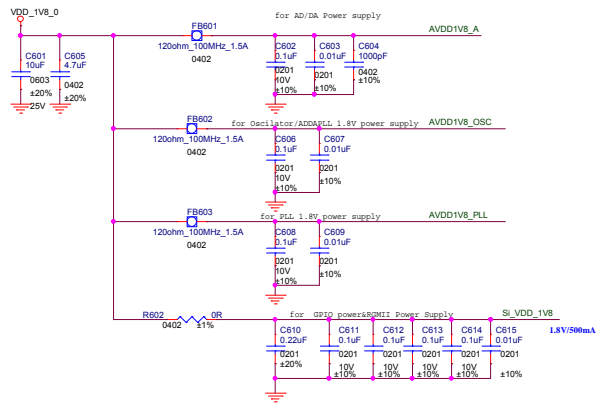 VDD_1V8_0
FB601
for AD/DA Power supply
AVDD1V8_A
120ohm_100MHz_1.5A
0402
C601
10uF
0603
±20%
25V
C605
4.7uF
0402
±20%
C602
0.1uF
0201
10V
±10%
C603
0.01uF
0201
±10%
C604
1000pF
0402
±10%
FB602
for Oscilator/ADDAPLL 1.8V power supply
AVDD1V8_OSC
120ohm_100MHz_1.5A
0402
C606
0.1uF
0201
10V
±10%
C607
0.01uF
0201
±10%
FB603
for PLL 1.8V power supply
AVDD1V8_PLL
120ohm_100MHz_1.5A
0402
C608
0.1uF
0201
10V
±10%
C609
0.01uF
0201
±10%
R602
0R
0402
±1%
for GPIO power&RGMII Power Supply
Si_VDD_1V8
1.8V/500mA
C610
0.22uF
0201
±20%
C611
0.1uF
0201
10V
±10%
C612
0.1uF
0201
10V
±10%
C613
0.1uF
0201
10V
±10%
C614
0.1uF
0201
10V
±10%
C615
0.01uF
0201
±10%